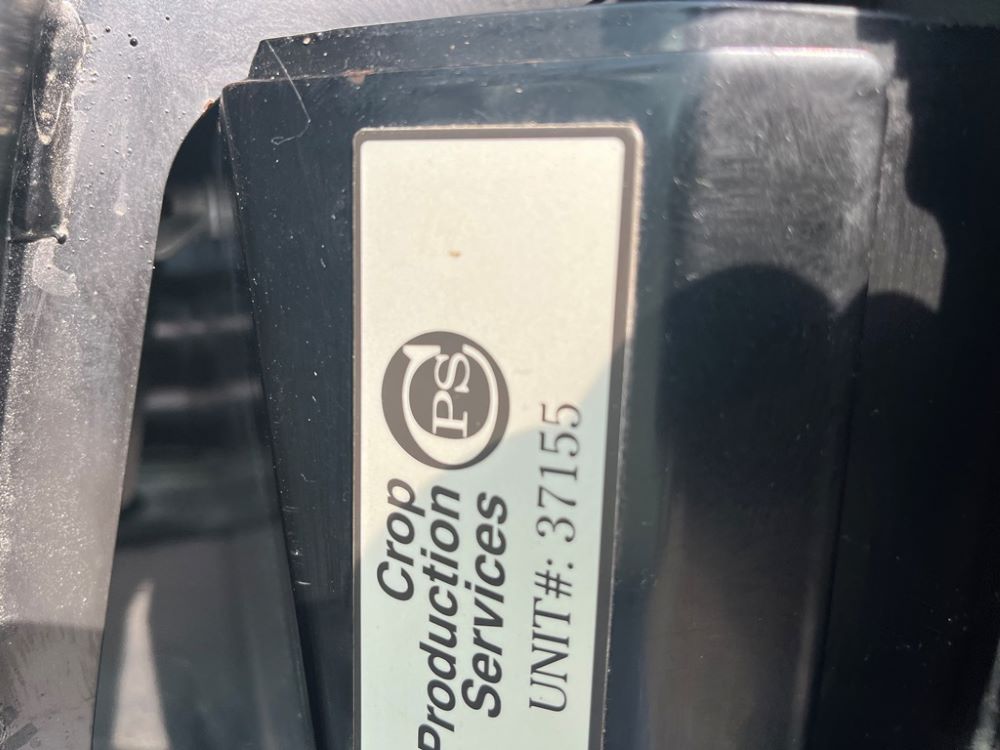 Crop
Production
Services
CPS
UNIT#: 37155